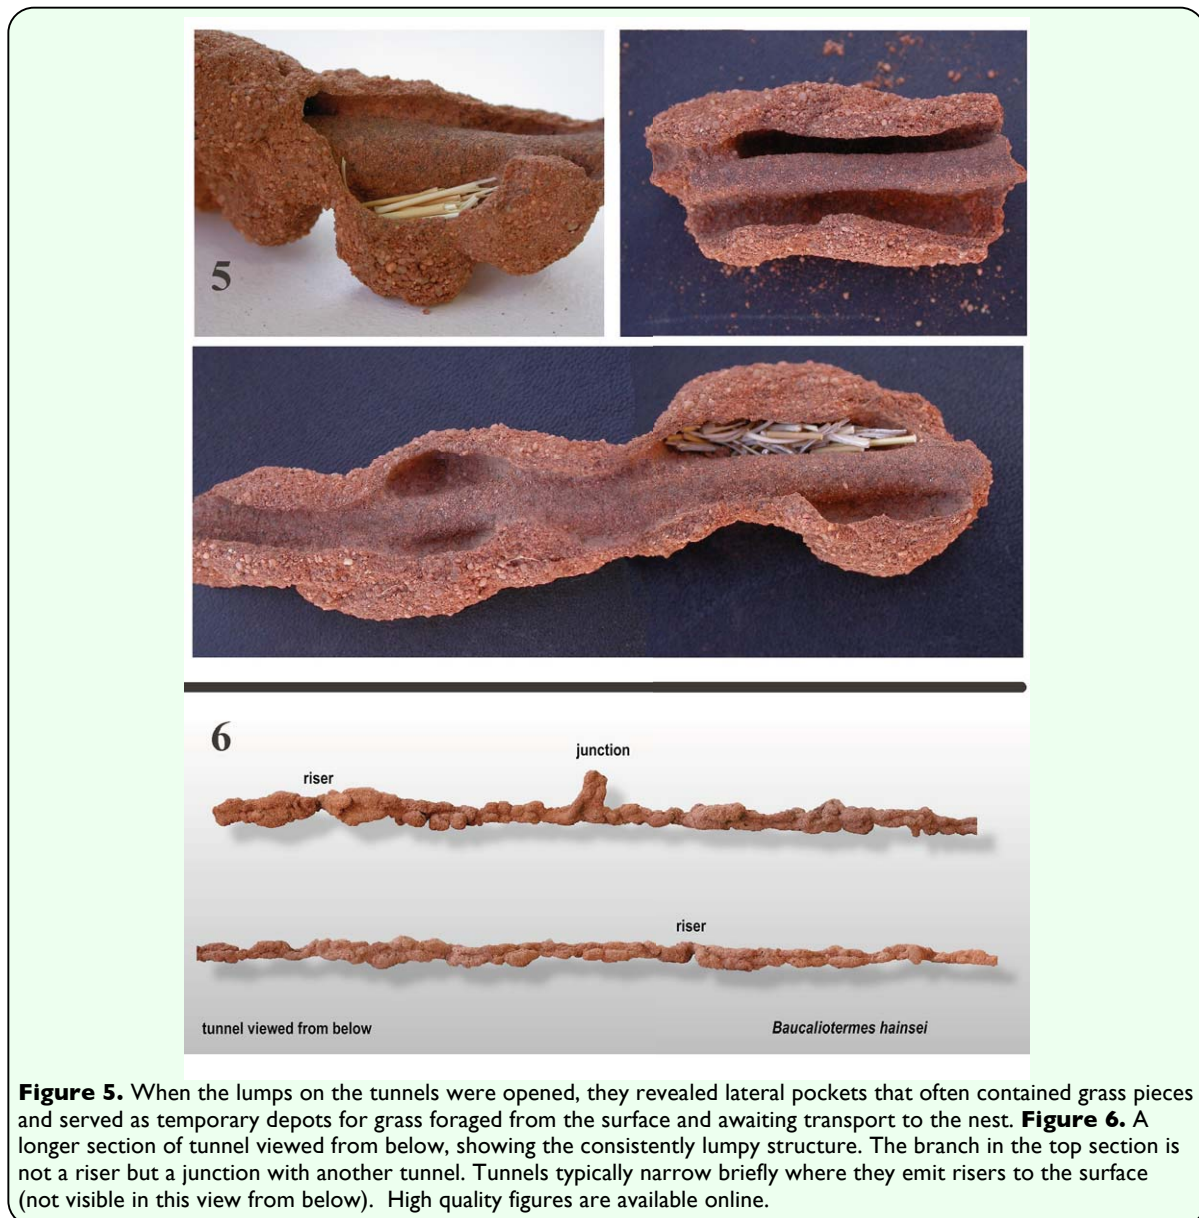 5
6
junction
riser
riser
tunnel viewed from below
Baucaliotermes hainsei
Figure 5. When the lumps on the tunnels were opened, they revealed lateral pockets that often contained grass pieces
and served as temporary depots for grass foraged from the surface and awaiting transport to the nest. Figure 6. A
longer section of tunnel viewed from below, showing the consistently lumpy structure. The branch in the top section is
not a riser but a junction with another tunnel. Tunnels typically narrow briefly where they emit risers to the surface
(not visible in this view from below). High quality figures are available online.